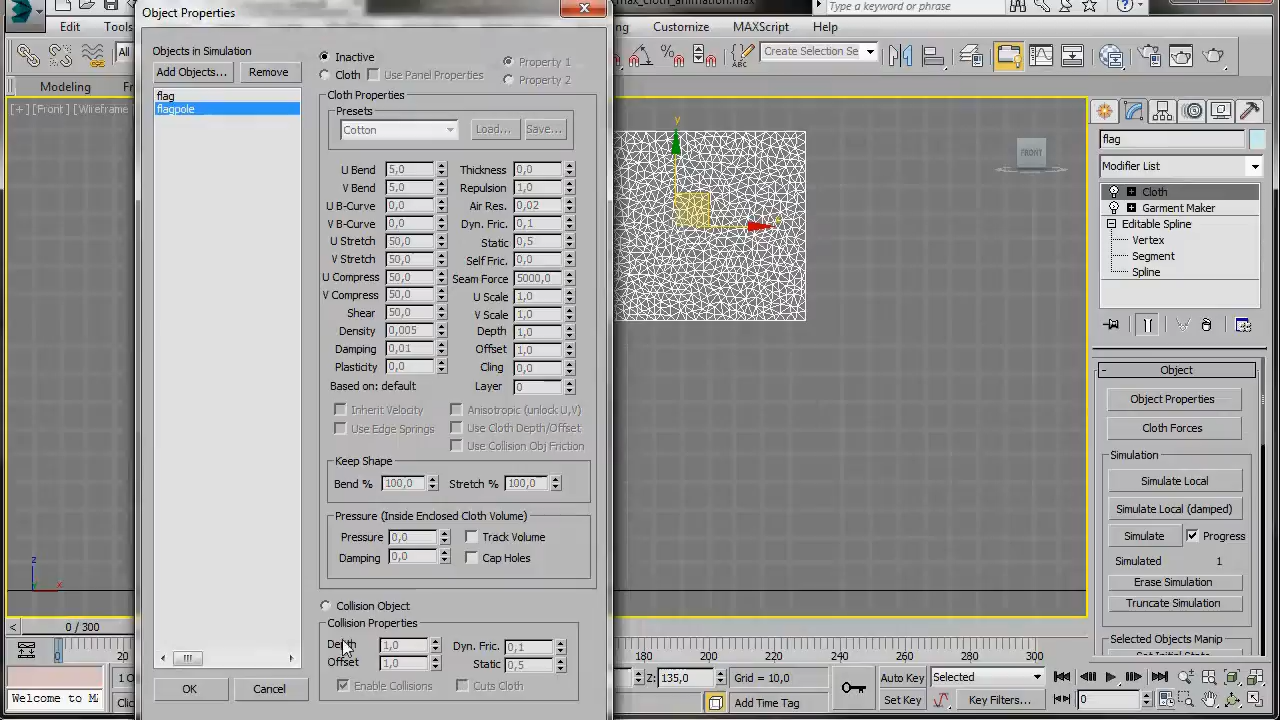 Object Properties
max_cloth_animation.max
Type a keyword or phrase
Edit
Tools
Customize
MAXScript
Help
All
Create Selection Se
Modeling
[+] [Front] [Wireframe
FRONT
y
Objects in Simulation
Add Objects...
Remove
flag
flagpole
Inactive
Cloth
Use Panel Properties
Property 1
Property 2
Cloth Properties
Presets
Cotton
Load...
Save...
U Bend 5,0
V Bend 5,0
U B-Curve 0,0
V B-Curve 0,0
U Stretch 50,0
V Stretch 50,0
U Compress 50,0
V Compress 50,0
Shear 50,0
Density 0,005
Damping 0,01
Plasticity 0,0
Based on: default
Thickness 0,0
Repulsion 1,0
Air Res. 0,02
Dyn. Fric. 0,1
Static 0,5
Self Fric. 0,0
Seam Force 5000,0
U Scale 1,0
V Scale 1,0
Depth 1,0
Offset 1,0
Cling 0,0
Layer 0
Inherit Velocity
Use Edge Springs
Anisotropic (unlock U,V)
Use Cloth Depth/Offset
Use Collision Obj Friction
Keep Shape
Bend % 100,0 Stretch % 100,0
Pressure (Inside Enclosed Cloth Volume)
Pressure 0,0 Track Volume
Damping 0,0 Cap Holes
Collision Object
Collision Properties
Depth 1,0 Dyn. Fric. 0,1
Offset 1,0 Static 0,5
Enable Collisions Cuts Cloth
OK
Cancel
flag
Modifier List
Cloth
Garment Maker
Editable Spline
Vertex
Segment
Spline
Object
Object Properties
Cloth Forces
Simulation
Simulate Local
Simulate Local (damped)
Simulate
Progress
Simulated 1
Erase Simulation
Truncate Simulation
Selected Objects Manip
z
x
0 / 300
20
180 200 220 240 260 280 300
Welcome to M
Z: 135,0
Grid = 10,0
Add Time Tag
Auto Key
Selected
Set Key
Key Filters...
0